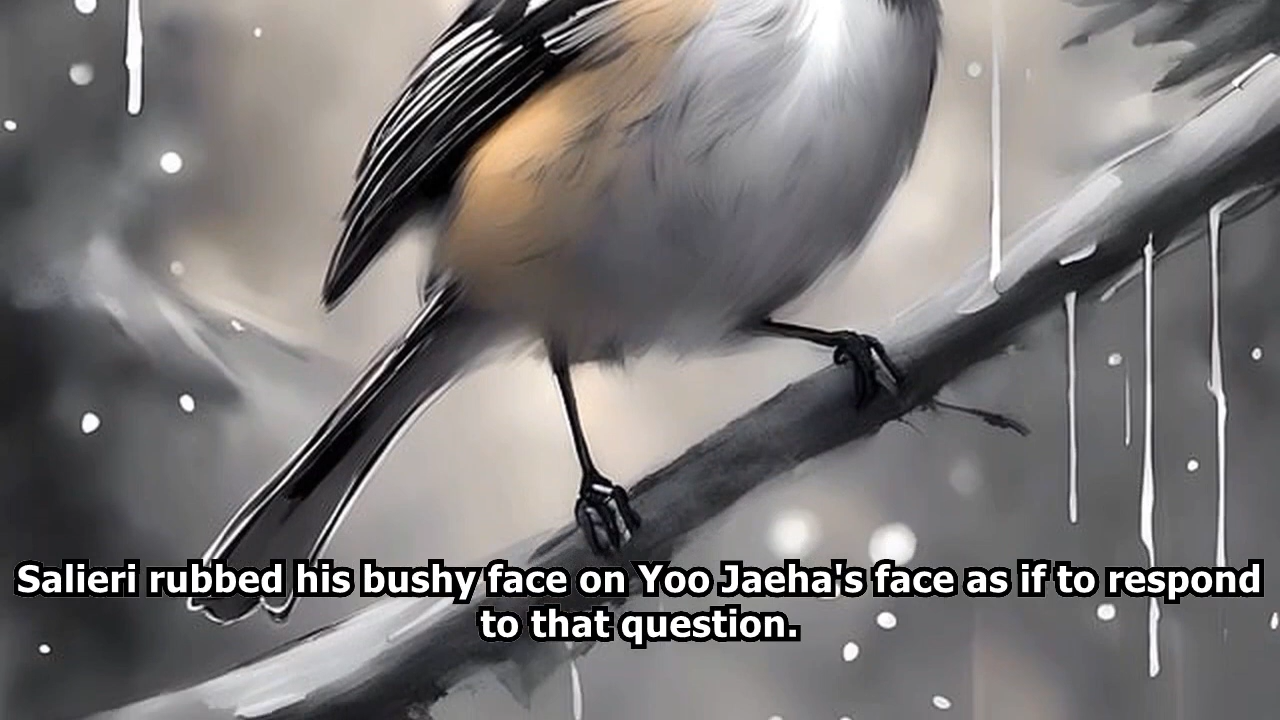 Salieri rubbed his bushy face on Yoo Jaeha's face as if to respond
to that question.